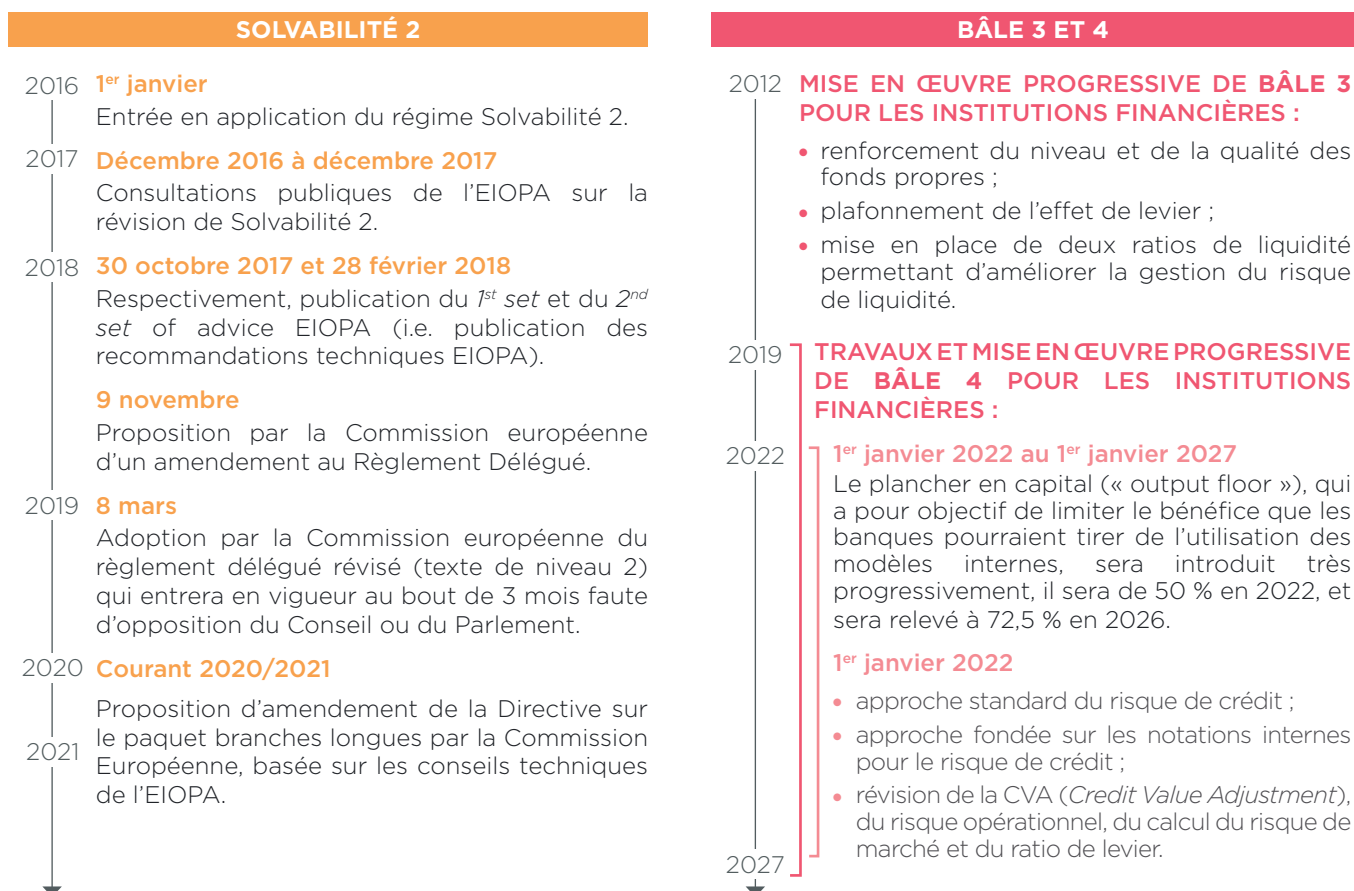 SOLVABILITÉ 2
2016
1er janvier
Entrée en application du régime Solvabilité 2.
2017
Décembre 2016 à décembre 2017
Consultations publiques de l'EIOPA sur la
révision de Solvabilité 2.
2018
30 octobre 2017 et 28 février 2018
Respectivement, publication du 1st set et du 2nd
set of advice EIOPA (i.e. publication des
recommandations techniques EIOPA).
9 novembre
Proposition par la Commission européenne
d'un amendement au Règlement Délégué.
2019
8 mars
Adoption par la Commission européenne du
règlement délégué révisé (texte de niveau 2)
qui entrera en vigueur au bout de 3 mois faute
d'opposition du Conseil ou du Parlement.
2020
Courant 2020/2021
Proposition d'amendement de la Directive sur
le paquet branches longues par la Commission
2021
Européenne, basée sur les conseils techniques
de l'EIOPA.
BÂLE 3 ET 4
2012
MISE EN ŒUVRE PROGRESSIVE DE BÂLE 3
POUR LES INSTITUTIONS FINANCIÈRES :
• renforcement du niveau et de la qualité des
fonds propres ;
• plafonnement de l'effet de levier ;
• mise en place de deux ratios de liquidité
permettant d'améliorer la gestion du risque
de liquidité.
2019
TRAVAUX ET MISE EN ŒUVRE PROGRESSIVE
DE BÂLE 4 POUR LES INSTITUTIONS
FINANCIÈRES :
2022
1er janvier 2022 au 1er janvier 2027
Le plancher en capital (« output floor »), qui
a pour objectif de limiter le bénéfice que les
banques pourraient tirer de l'utilisation des
modèles internes, sera introduit très
progressivement, il sera de 50 % en 2022, et
sera relevé à 72,5 % en 2026.
1er janvier 2022
• approche standard du risque de crédit ;
• approche fondée sur les notations internes
pour le risque de crédit ;
• révision de la CVA (Credit Value Adjustment),
du risque opérationnel, du calcul du risque de
marché et du ratio de levier.
2027